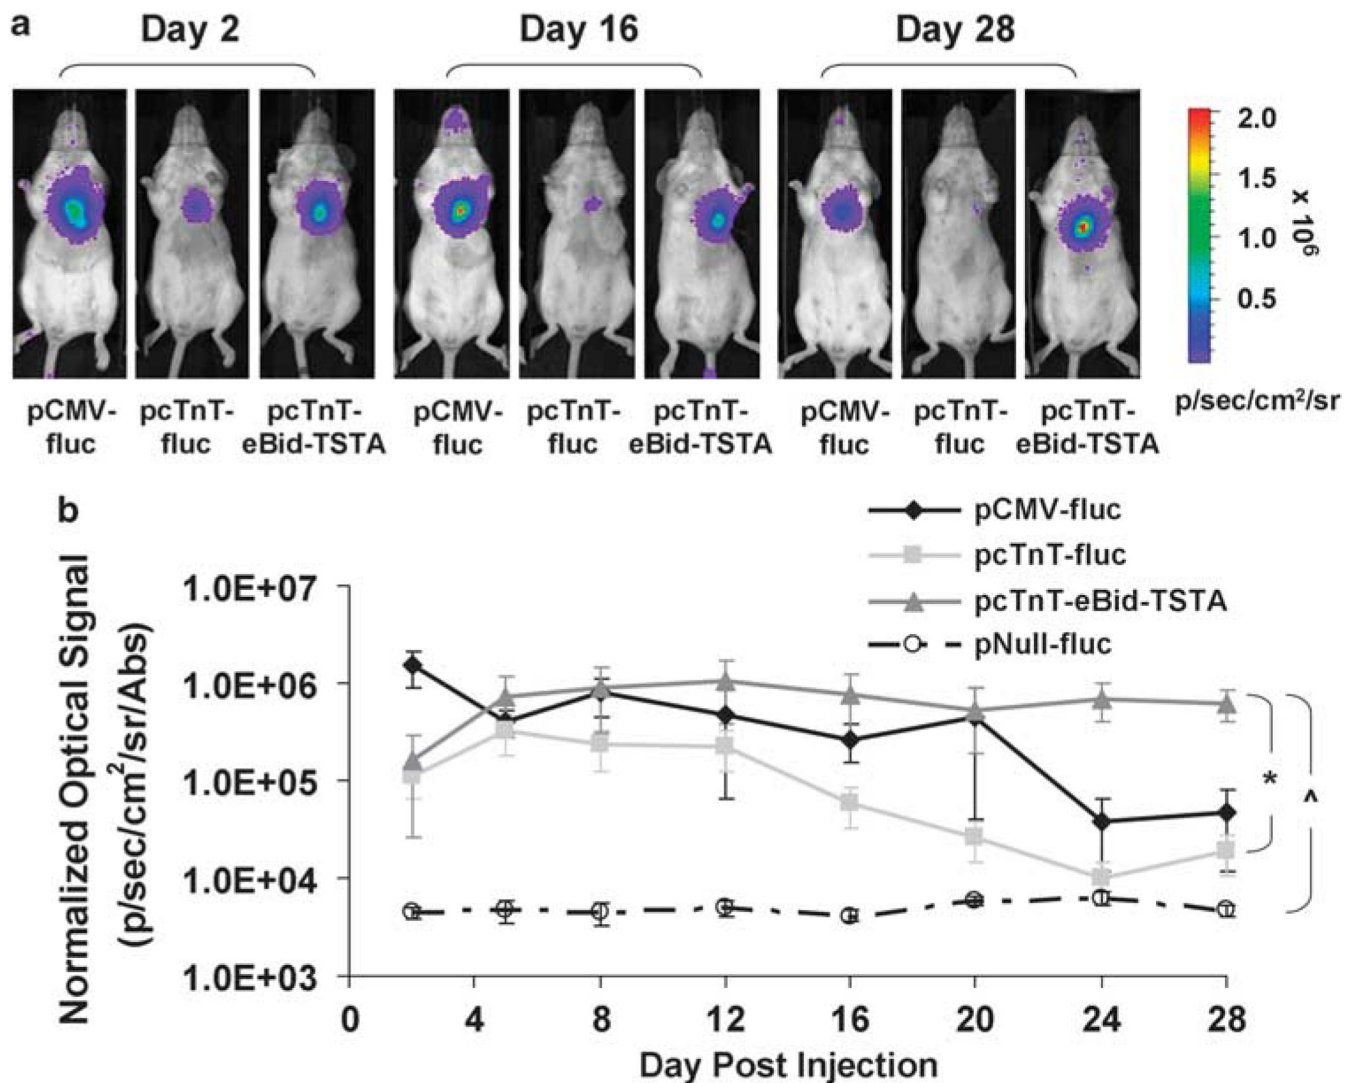 a
Day 2 Day 16 Day 28
2.0
1.5
1.0
0.5
x 10⁶
p/sec/cm²/sr
pCMV- pcTnT- pcTnT- pCMV- pcTnT- pcTnT- pCMV- pcTnT- pcTnT-
fluc fluc eBid-TSTA fluc fluc eBid-TSTA fluc fluc eBid-TSTA
b
pCMV-fluc
pcTnT-fluc
pcTnT-eBid-TSTA
pNull-fluc
Normalized Optical Signal
(p/sec/cm²/sr/Abs)
1.0E+07
1.0E+06
1.0E+05
1.0E+04
1.0E+03
*
^
0 4 8 12 16 20 24 28
Day Post Injection